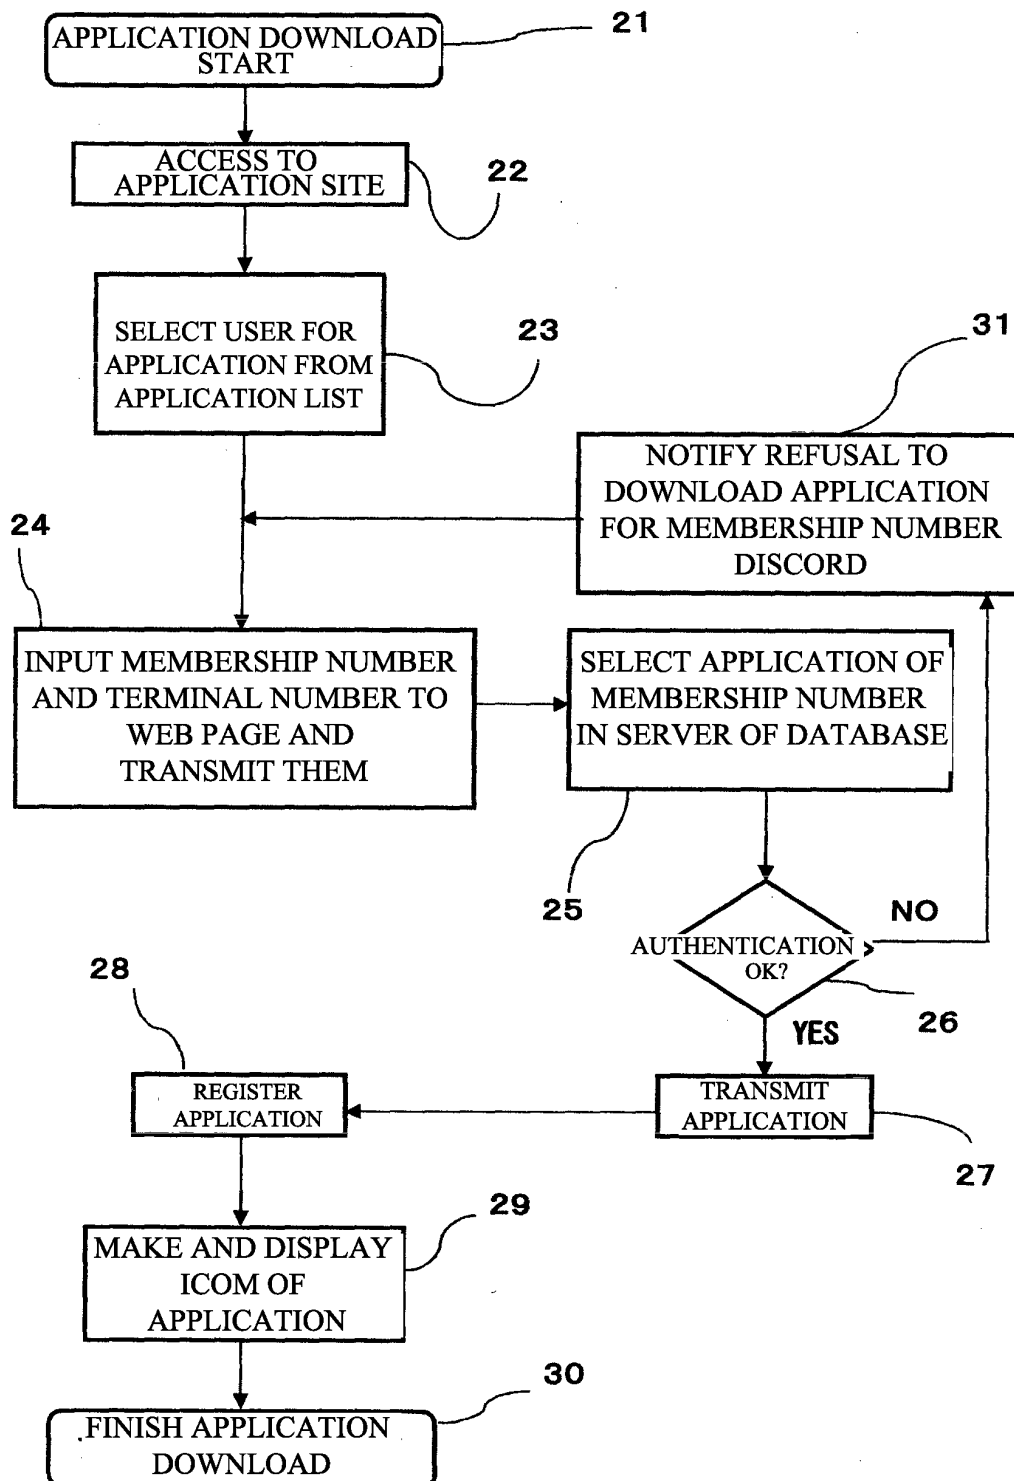 APPLICATION DOWNLOAD
START
21
ACCESS TO
APPLICATION SITE
22
SELECT USER FOR
APPLICATION FROM
APPLICATION LIST
23
31
NOTIFY REFUSAL TO
DOWNLOAD APPLICATION
FOR MEMBERSHIP NUMBER
DISCORD
24
INPUT MEMBERSHIP NUMBER
AND TERMINAL NUMBER TO
WEB PAGE AND
TRANSMIT THEM
SELECT APPLICATION OF
MEMBERSHIP NUMBER
IN SERVER OF DATABASE
25
NO
AUTHENTICATION
OK?
26
YES
28
REGISTER
APPLICATION
TRANSMIT
APPLICATION
27
29
MAKE AND DISPLAY
ICOM OF
APPLICATION
30
FINISH APPLICATION
DOWNLOAD